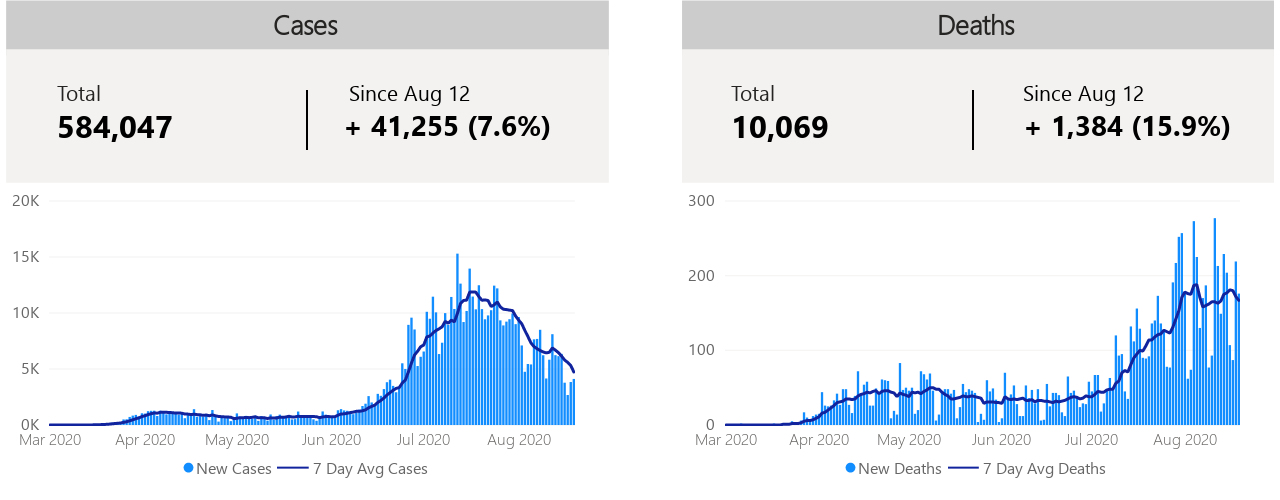 Cases
Total
584,047
Since Aug 12
+ 41,255 (7.6%)
20K
15K
10K
5K
0K
Mar 2020 Apr 2020 May 2020 Jun 2020 Jul 2020 Aug 2020
New Cases 7 Day Avg Cases
Deaths
Total
10,069
Since Aug 12
+ 1,384 (15.9%)
300
200
100
0
Mar 2020 Apr 2020 May 2020 Jun 2020 Jul 2020 Aug 2020
New Deaths 7 Day Avg Deaths